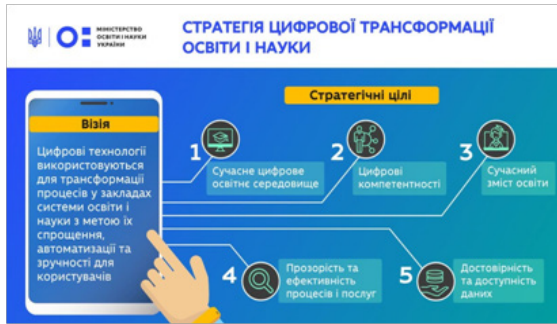 МІНІСТЕРСТВО
ОСВІТИ І НАУКИ
УКРАЇНИ
СТРАТЕГІЯ ЦИФРОВОЇ ТРАНСФОРМАЦІЇ
ОСВІТИ І НАУКИ
Візія
Цифрові технології
використовуються
для трансформації
процесів у закладах
системи освіти і
науки з метою їх
спрощення,
автоматизації та
зручності для
користувачів
Стратегічні цілі
1
Сучасне цифрове
освітнє середовище
2
Цифрові
компетентності
3
Сучасний
зміст освіти
4
Прозорість та
ефективність
процесів і послуг
5
Достовірність
та доступність
даних